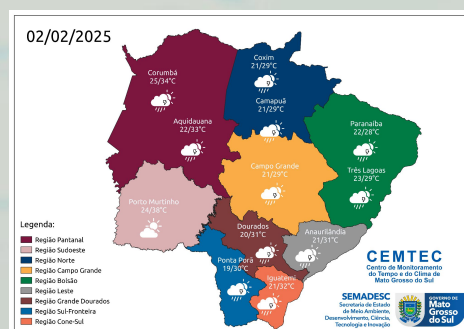 02/02/2025
Corumbá
25/34°C
Aquidauana
22/33°C
Coxim
21/29°C
Camapuã
21/29°C
Paranaíba
22/28°C
Três Lagoas
23/29°C
Campo Grande
21/29°C
Porto Murtinho
24/38°C
Dourados
20/31°C
Anaurilândia
21/31°C
Ponta Porã
19/30°C
Iguatemi
21/32°C
Legenda:
Região Pantanal
Região Sudoeste
Região Norte
Região Campo Grande
Região Bolsão
Região Leste
Região Grande Dourados
Região Sul-Fronteira
Região Cone-Sul
CEMTEC
Centro de Monitoramento
do Tempo e do Clima de
Mato Grosso do Sul
SEMADESC
Secretaria de Estado
de Meio Ambiente,
Desenvolvimento, Ciência,
Tecnologia e Inovação
GOVERNO DE
Mato
Grosso
do Sul